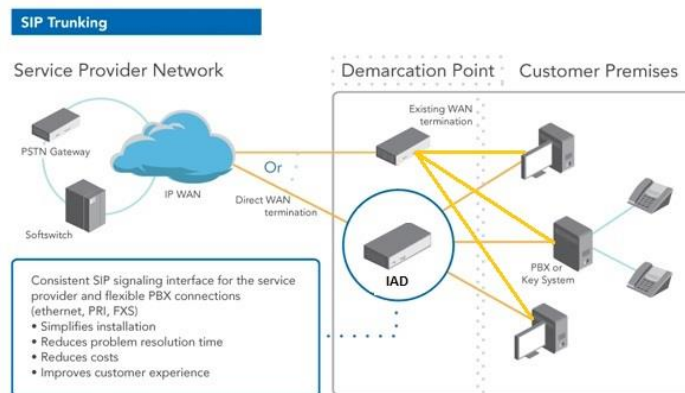 SIP Trunking
Service Provider Network
Demarcation Point
Customer Premises
PSTN Gateway
Softswitch
IP WAN
Or
Direct WAN
termination
Existing WAN
termination
IAD
PBX or
Key System
Consistent SIP signaling interface for the service
provider and flexible PBX connections
(ethernet, PRI, FXS)
• Simplifies installation
• Reduces problem resolution time
• Reduces costs
• Improves customer experience